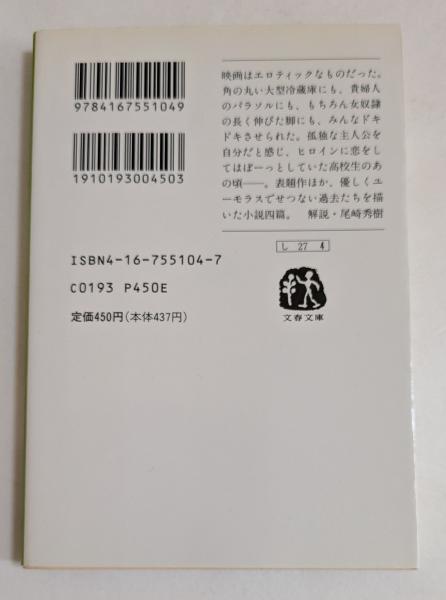 9784167551049
1910193004503
映画はエロティックなものだった。
角の丸い大型冷蔵庫にも、貴婦人
のパラソルにも、もちろん女奴隷
の長く伸びた脚にも、みんなドキ
ドキさせられた。孤独な主人公を
自分だと感じ、ヒロインに恋をし
てはぼーっとしていた高校生のあ
の頃――。表題作ほか、優しくユー
モラスでせつない過去たちを描
いた小説四篇。 解説・尾崎秀樹
し 27 4
文春文庫
ISBN4-16-755104-7
C0193 P450E
定価450円(本体437円)